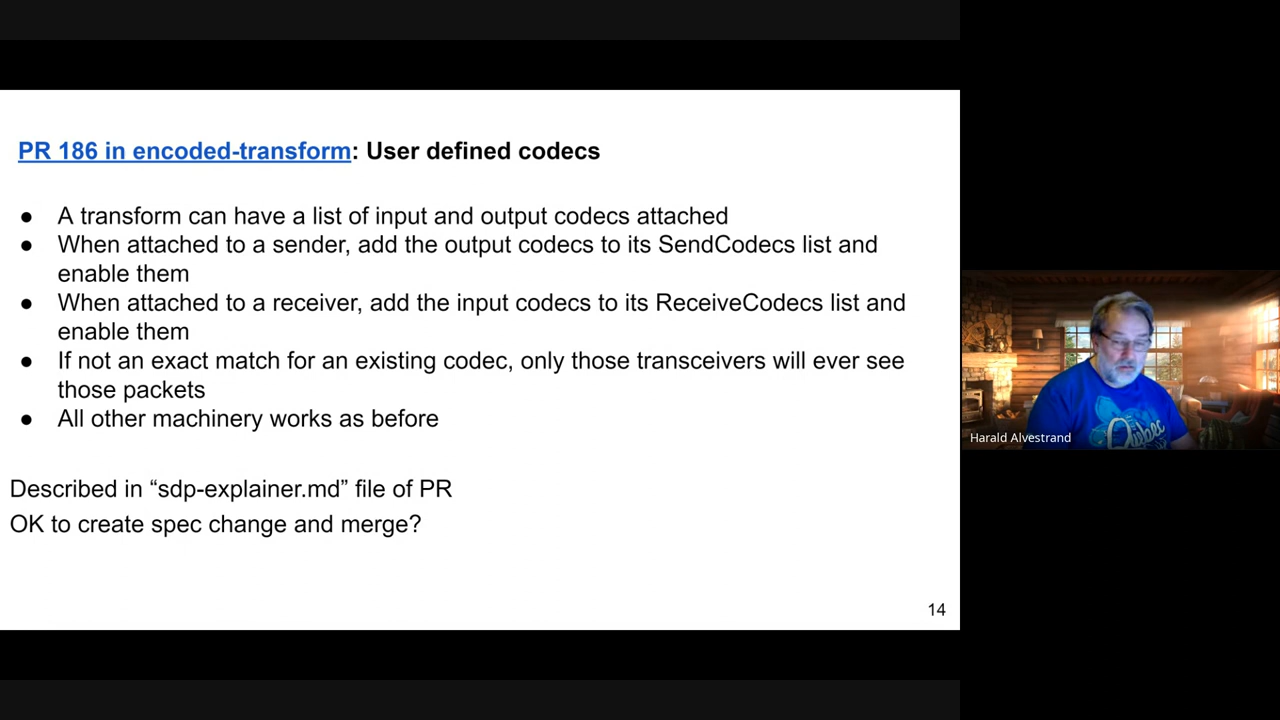 PR 186 in encoded-transform: User defined codecs
● A transform can have a list of input and output codecs attached
● When attached to a sender, add the output codecs to its SendCodecs list and
enable them
● When attached to a receiver, add the input codecs to its ReceiveCodecs list and
enable them
● If not an exact match for an existing codec, only those transceivers will ever see
those packets
● All other machinery works as before
Described in “sdp-explainer.md” file of PR
OK to create spec change and merge?
14
Harald Alvestrand
Québec